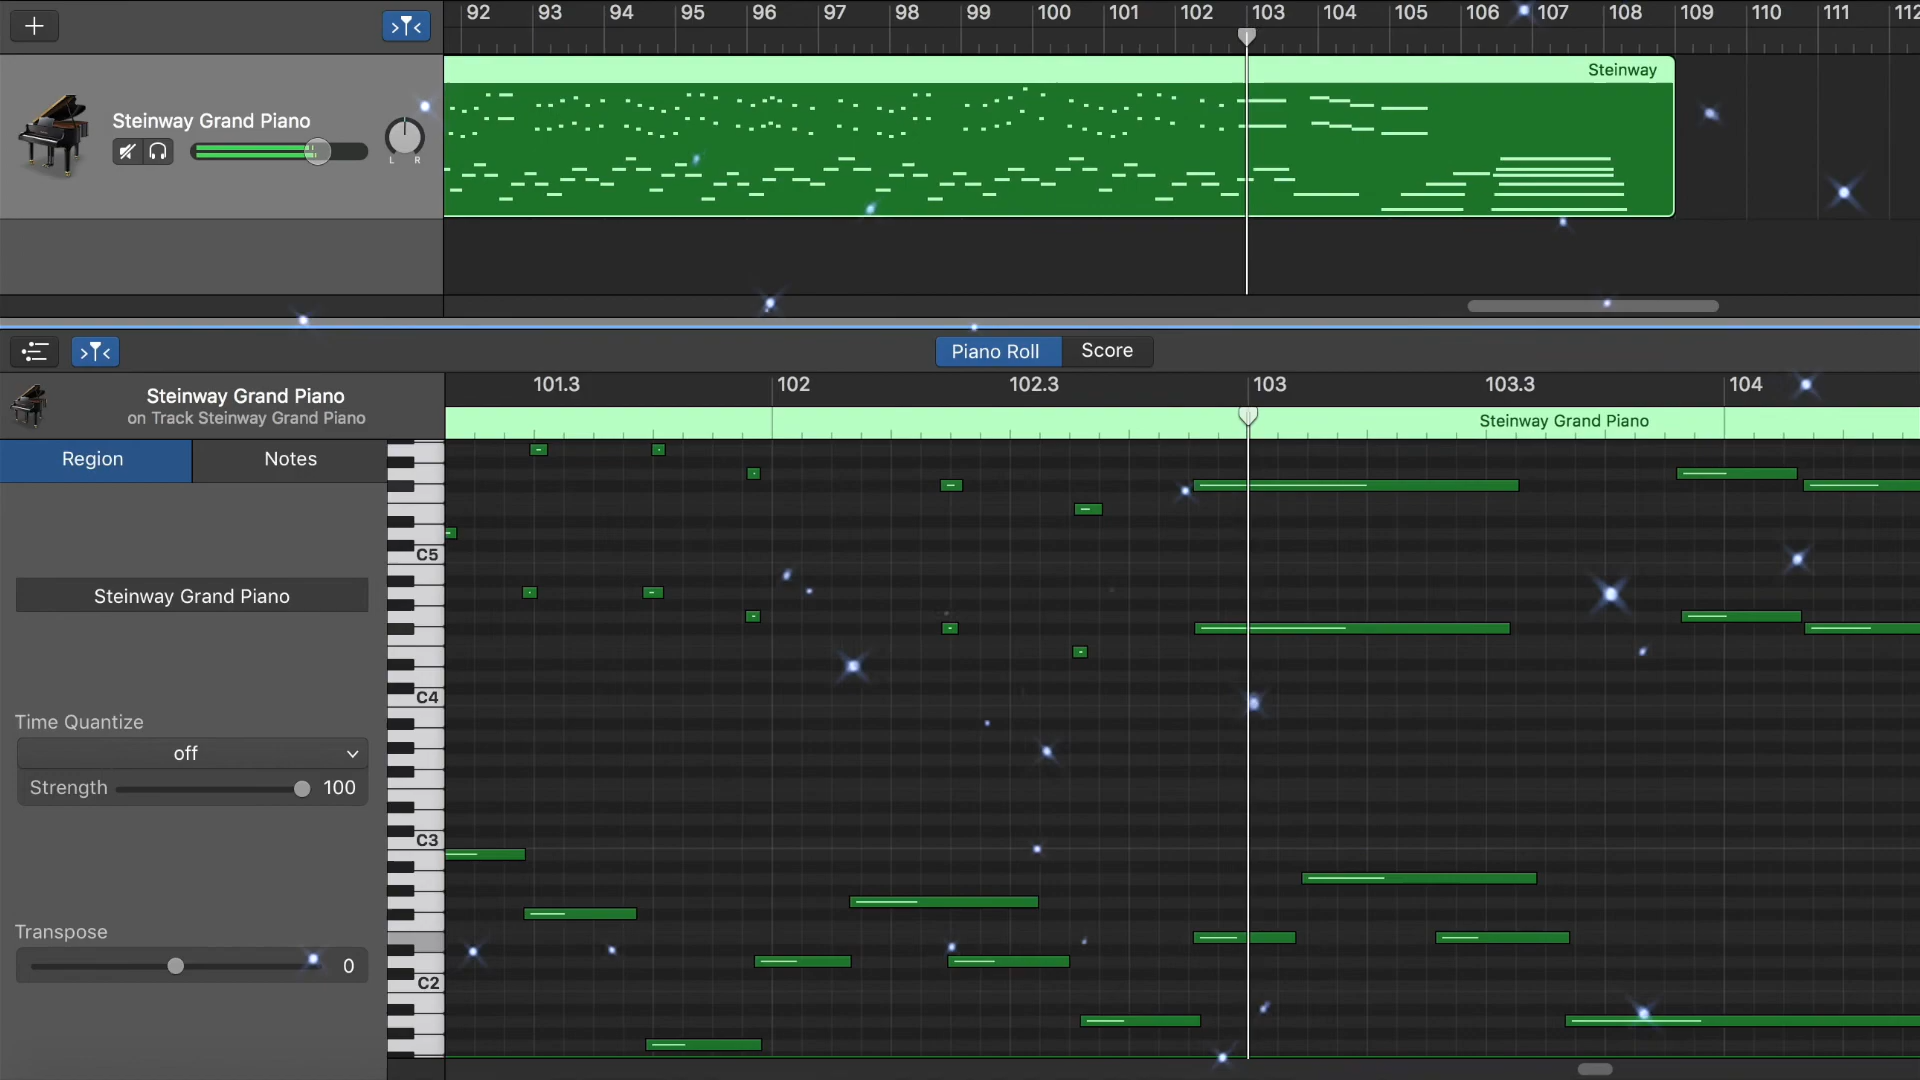 92 93 94 95 96 97 98 99 100 101 102 103 104 105 106 107 108 109 110 111 112
Steinway
Steinway Grand Piano
L R
Piano Roll Score
101.3 102 102.3 103 103.3 104
Steinway Grand Piano
on Track Steinway Grand Piano
Steinway Grand Piano
Region Notes
C5
Steinway Grand Piano
C4
Time Quantize
off
Strength 100
C3
Transpose
0
C2